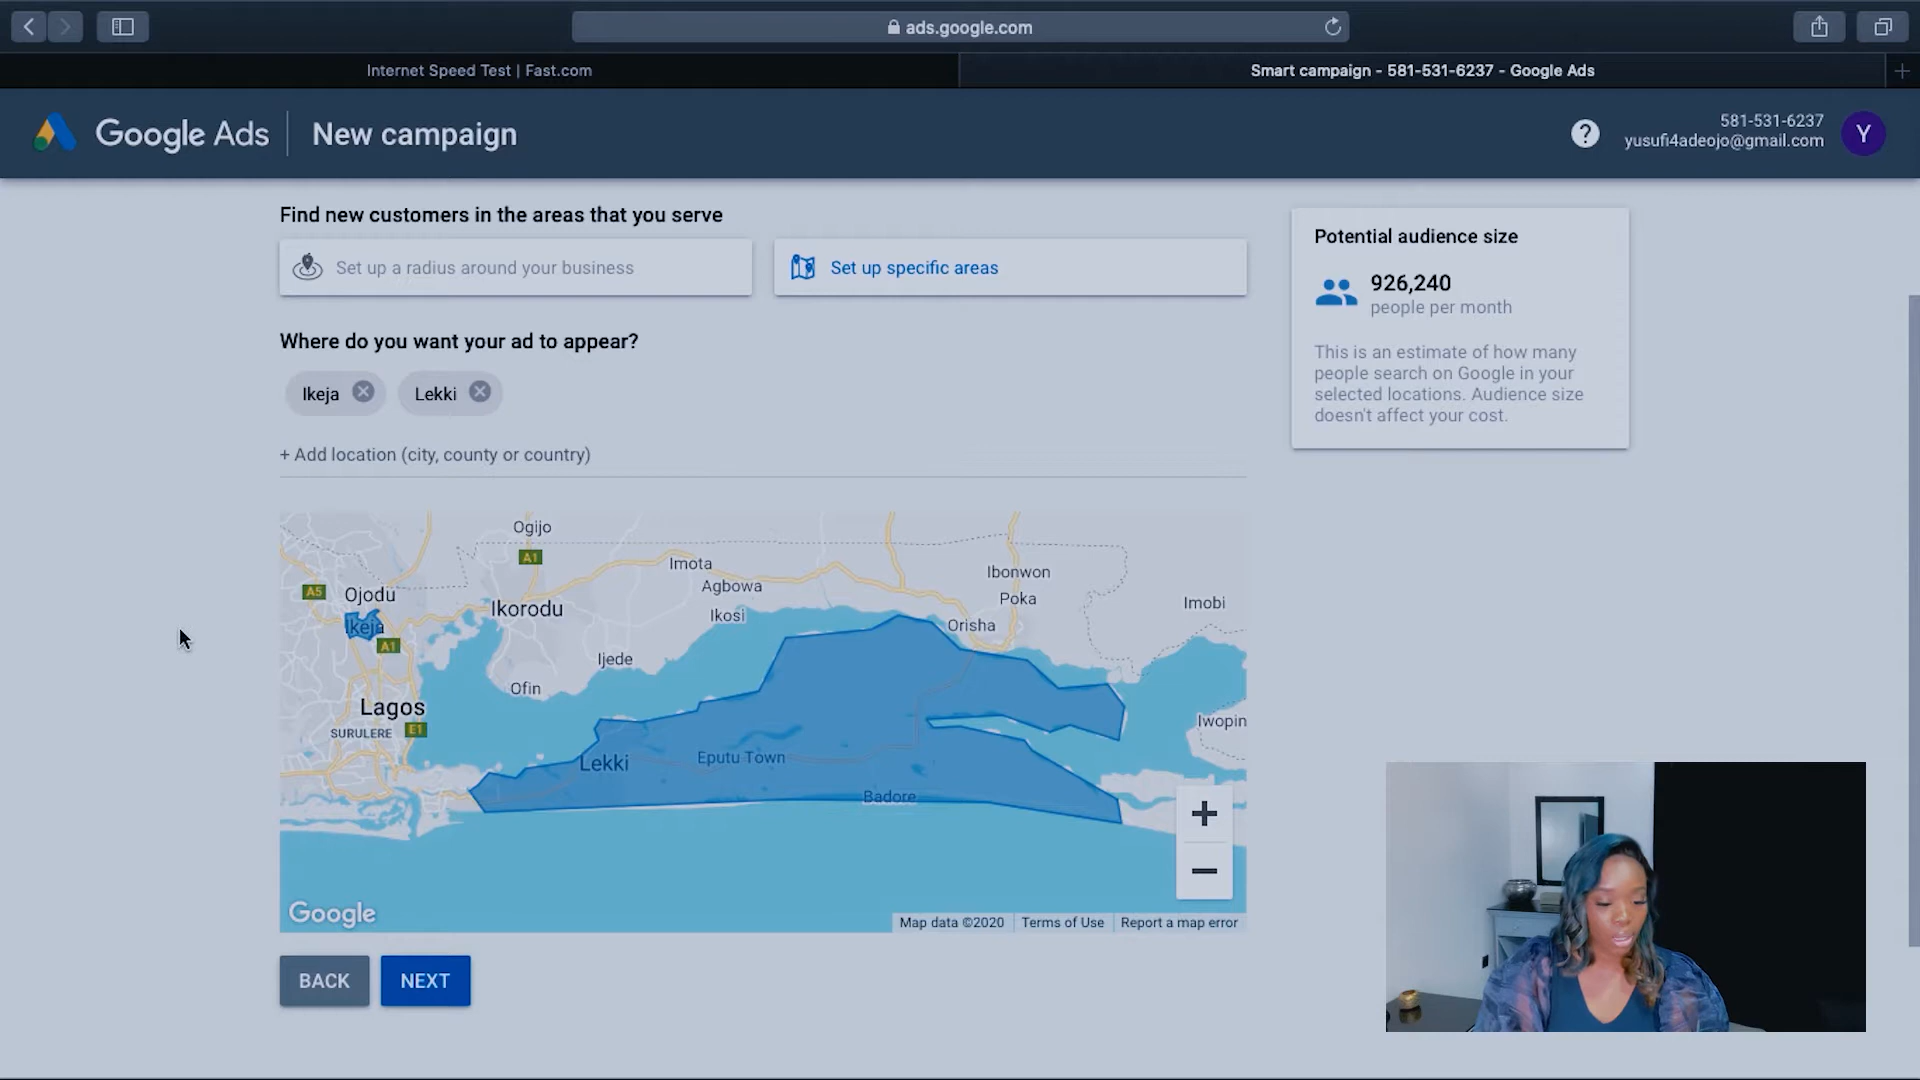 ads.google.com
Internet Speed Test | Fast.com
Smart campaign - 581-531-6237 - Google Ads
Google Ads
New campaign
581-531-6237
yusufi4adeojo@gmail.com
Y
Find new customers in the areas that you serve
Set up a radius around your business
Set up specific areas
Potential audience size
926,240
people per month
This is an estimate of how many
people search on Google in your
selected locations. Audience size
doesn't affect your cost.
Where do you want your ad to appear?
Ikeja
Lekki
+ Add location (city, county or country)
Ogijo
A1
Imota
Agbowa
Ibonwon
Poka
A5
Ojodu
Ikorodu
Ikosi
Imobi
Ikeja
A1
Orisha
Ijede
Ofin
Lagos
SURULERE
E1
Iwopin
Lekki
Eputu Town
Badore
Google
Map data ©2020
Terms of Use
Report a map error
BACK
NEXT